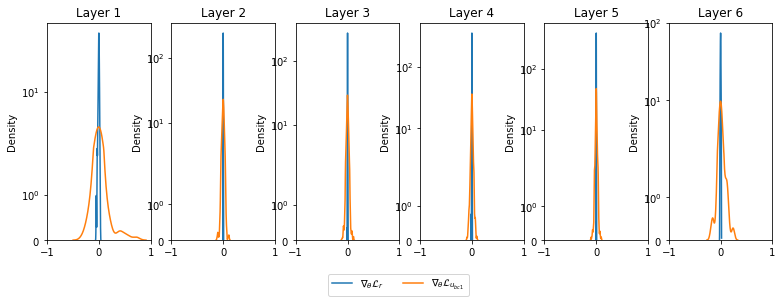 Layer 1 Layer 2 Layer 3 Layer 4 Layer 5 Layer 6
10² 10² 10² 10² 10²
10¹ 10¹ 10¹ 10¹ 10¹ 10¹
Density Density Density Density Density Density
10⁰ 10⁰ 10⁰ 10⁰ 10⁰ 10⁰
0 0 0 0 0 0
−1 0 1 −1 0 1 −1 0 1 −1 0 1 −1 0 1 −1 0 1
∇θℒr ∇θℒubc1